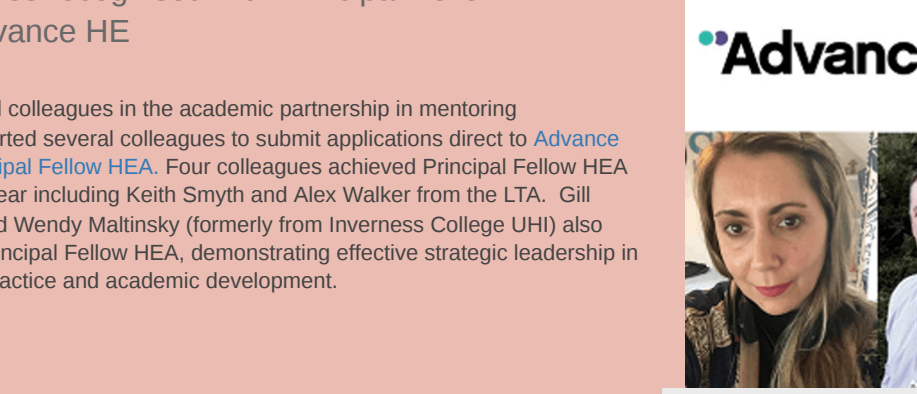 vance HE
colleagues in the academic partnership in mentoring
rted several colleagues to submit applications direct to Advance
ipal Fellow HEA. Four colleagues achieved Principal Fellow HEA
ear including Keith Smyth and Alex Walker from the LTA. Gill
d Wendy Maltinsky (formerly from Inverness College UHI) also
ncipal Fellow HEA, demonstrating effective strategic leadership in
actice and academic development.
Advanc